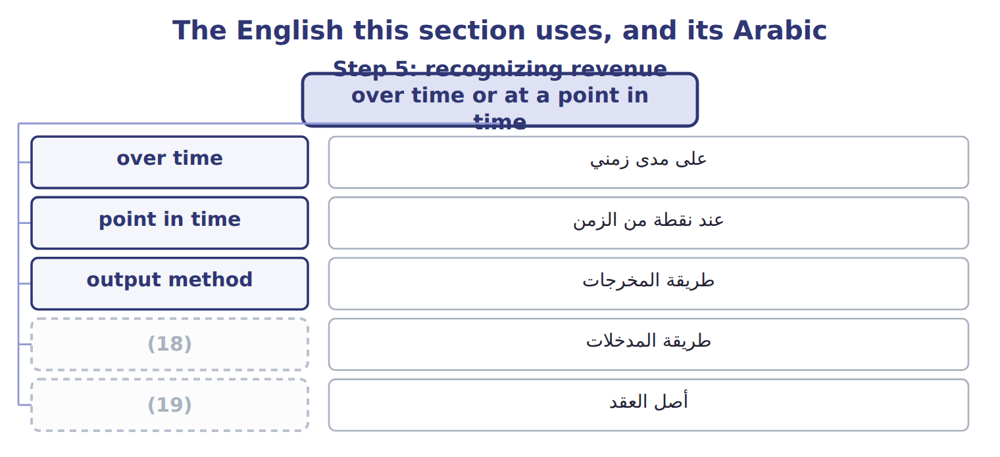 The English this section uses, and its Arabic
Step 5: recognizing revenue
over time or at a point in
time
over time
على مدى زمني
point in time
عند نقطة من الزمن
output method
طريقة المخرجات
(18)
طريقة المدخلات
(19)
أصل العقد